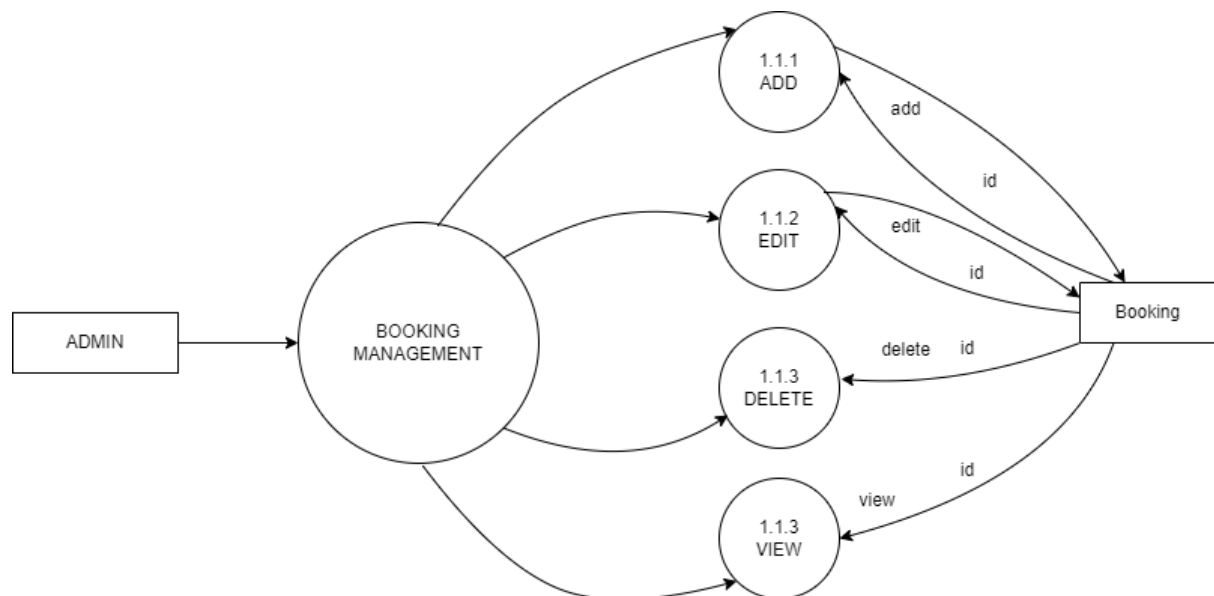 1.1.1
ADD
add
id
1.1.2
EDIT
edit
id
Booking
ADMIN
BOOKING
MANAGEMENT
delete id
1.1.3
DELETE
id
view
1.1.3
VIEW